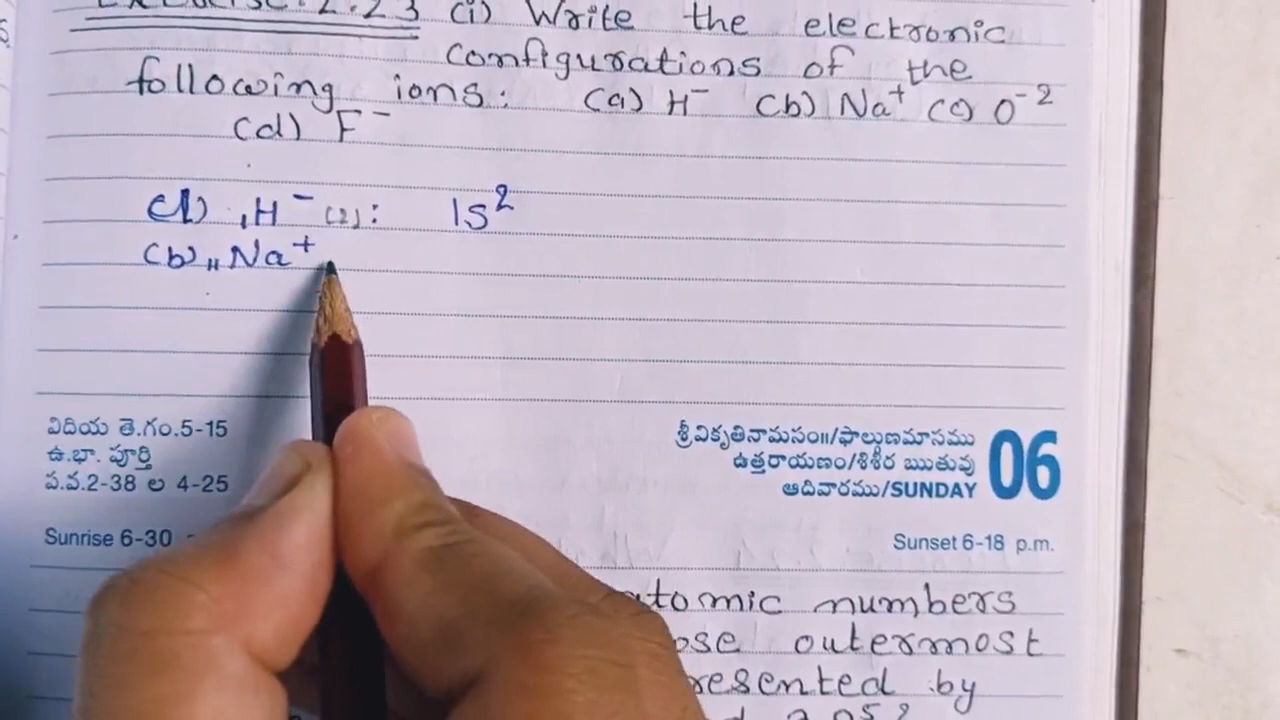 Exercise:2.23 (i) Write the electronic
configurations of the
following ions: (a) H⁻ (b) Na⁺ (c) O⁻²
(d) F⁻
₁H⁻ (2): 1s²
(b) ₁₁Na⁺
విదియ తె.గం.5-15
ఉ.భా. పూర్తి
ప.వ.2-38 ల 4-25
శ్రీవికృతినామసం॥/ఫాల్గుణమాసము
ఉత్తరాయణం/శిశిర ఋతువు
ఆదివారము/SUNDAY
06
Sunrise 6-30
Sunset 6-18 p.m.
atomic numbers
outermost
by